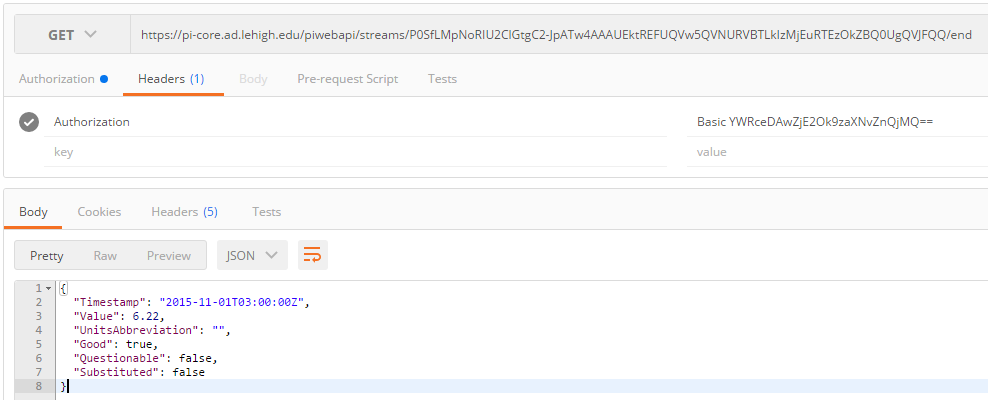 GET
https://pi-core.ad.lehigh.edu/piwebapi/streams/P0SfLMpNoRIU2ClGtgC2-JpATw4AAAUEktREFUQVw5QVNURVBTLklzMjEuRTEzOkZBQ0UgQVJFQQ/end
Authorization Headers (1) Body Pre-request Script Tests
Authorization Basic YWRceDAwZjE2Ok9zaXNvZnQjMQ==
key value
Body Cookies Headers (5) Tests
Pretty Raw Preview JSON
1 {
2 "Timestamp": "2015-11-01T03:00:00Z",
3 "Value": 6.22,
4 "UnitsAbbreviation": "",
5 "Good": true,
6 "Questionable": false,
7 "Substituted": false
8 }